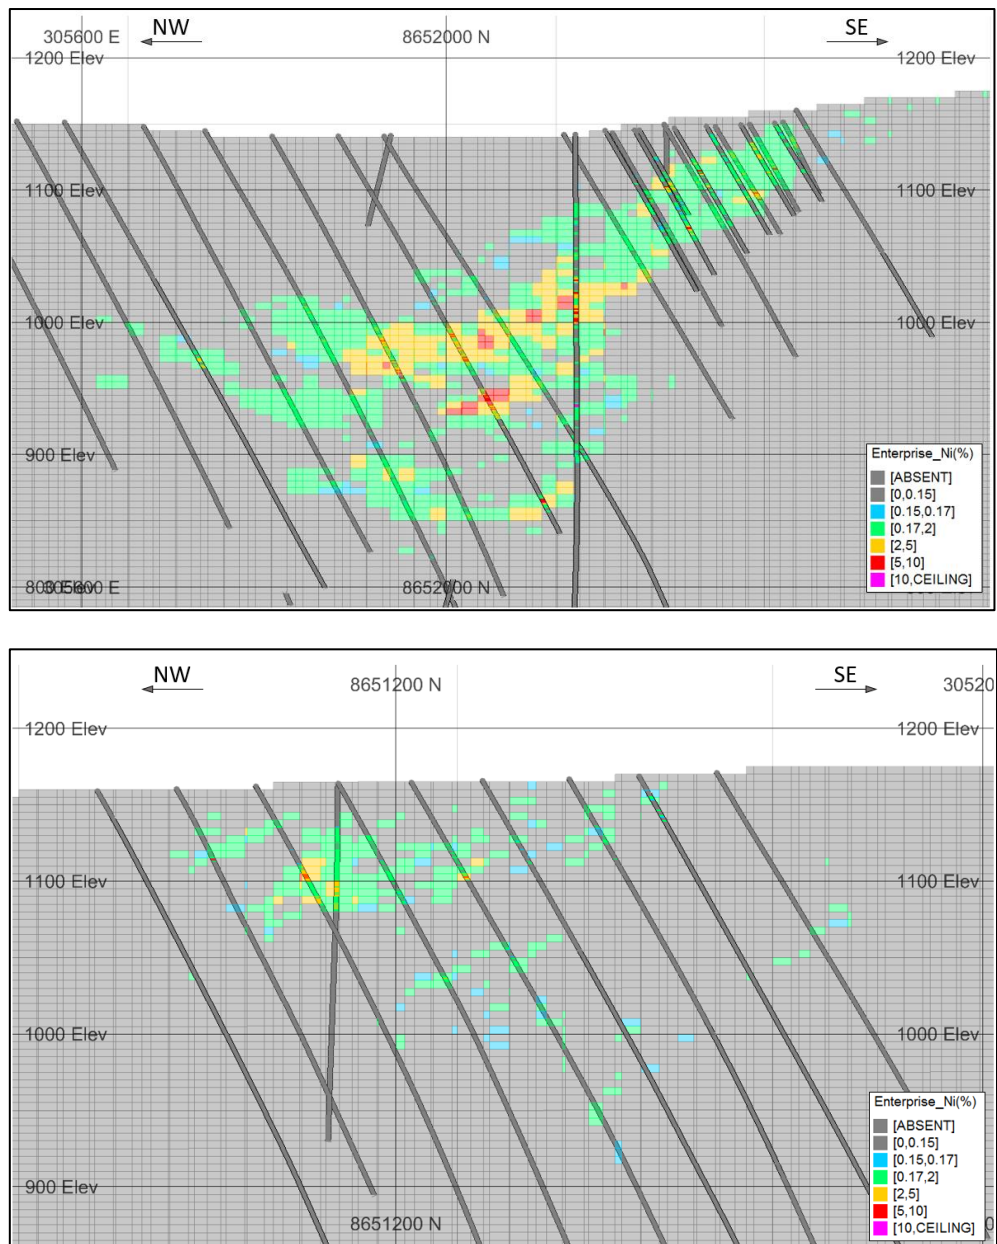 NW
SE
305600 E
8652000 N
1200 Elev
1200 Elev
1100 Elev
1100 Elev
1000 Elev
1000 Elev
900 Elev
Enterprise_Ni(%)
[ABSENT]
[0,0.15]
[0.15,0.17]
[0.17,2]
[2,5]
[5,10]
[10,CEILING]
305600 E
8652000 N
NW
SE
8651200 N
3052
1200 Elev
1200 Elev
1100 Elev
1100 Elev
1000 Elev
1000 Elev
900 Elev
Enterprise_Ni(%)
[ABSENT]
[0,0.15]
[0.15,0.17]
[0.17,2]
[2,5]
[5,10]
[10,CEILING]
8651200 N